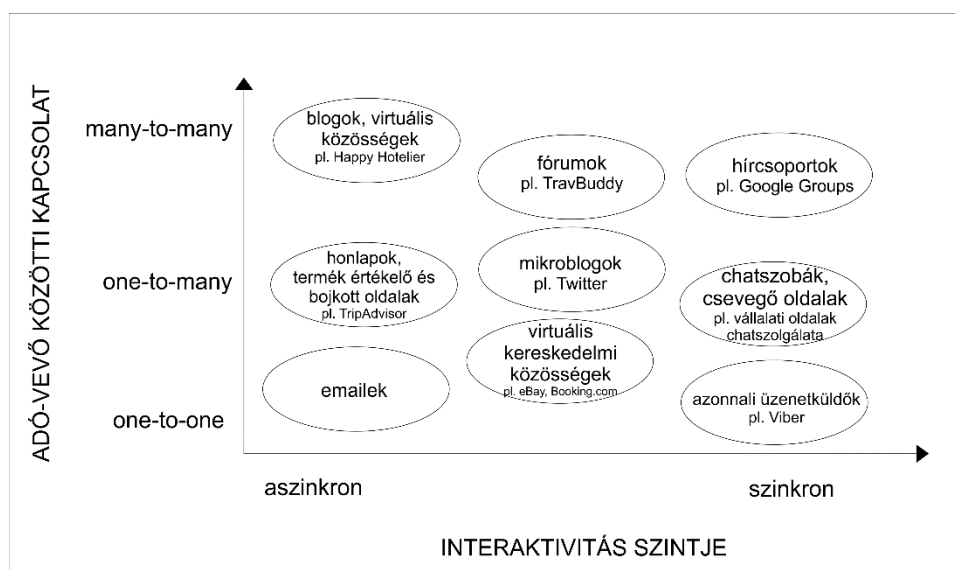 ADÓ-VEVŐ KÖZÖTTI KAPCSOLAT
many-to-many
one-to-many
one-to-one
blogok, virtuális
közösségek
pl. Happy Hotelier
fórumok
pl. TravBuddy
hírcsoportok
pl. Google Groups
honlapok,
termék értékelő és
bojkott oldalak
pl. TripAdvisor
mikroblogok
pl. Twitter
chatszobák,
csevegő oldalak
pl. vállalati oldalak
chatszolgálata
emailek
virtuális
kereskedelmi
közösségek
pl. eBay, Booking.com
azonnali üzenetküldők
pl. Viber
aszinkron
szinkron
INTERAKTIVITÁS SZINTJE